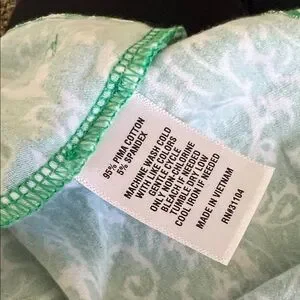 95% PIMA COTTON
5% SPANDEX
MACHINE WASH COLD
WITH LIKE COLORS
GENTLE CYCLE
ONLY NON-CHLORINE
BLEACH IF NEEDED
TUMBLE DRY LOW
COOL IRON IF NEEDED
MADE IN VIETNAM
RN#31104